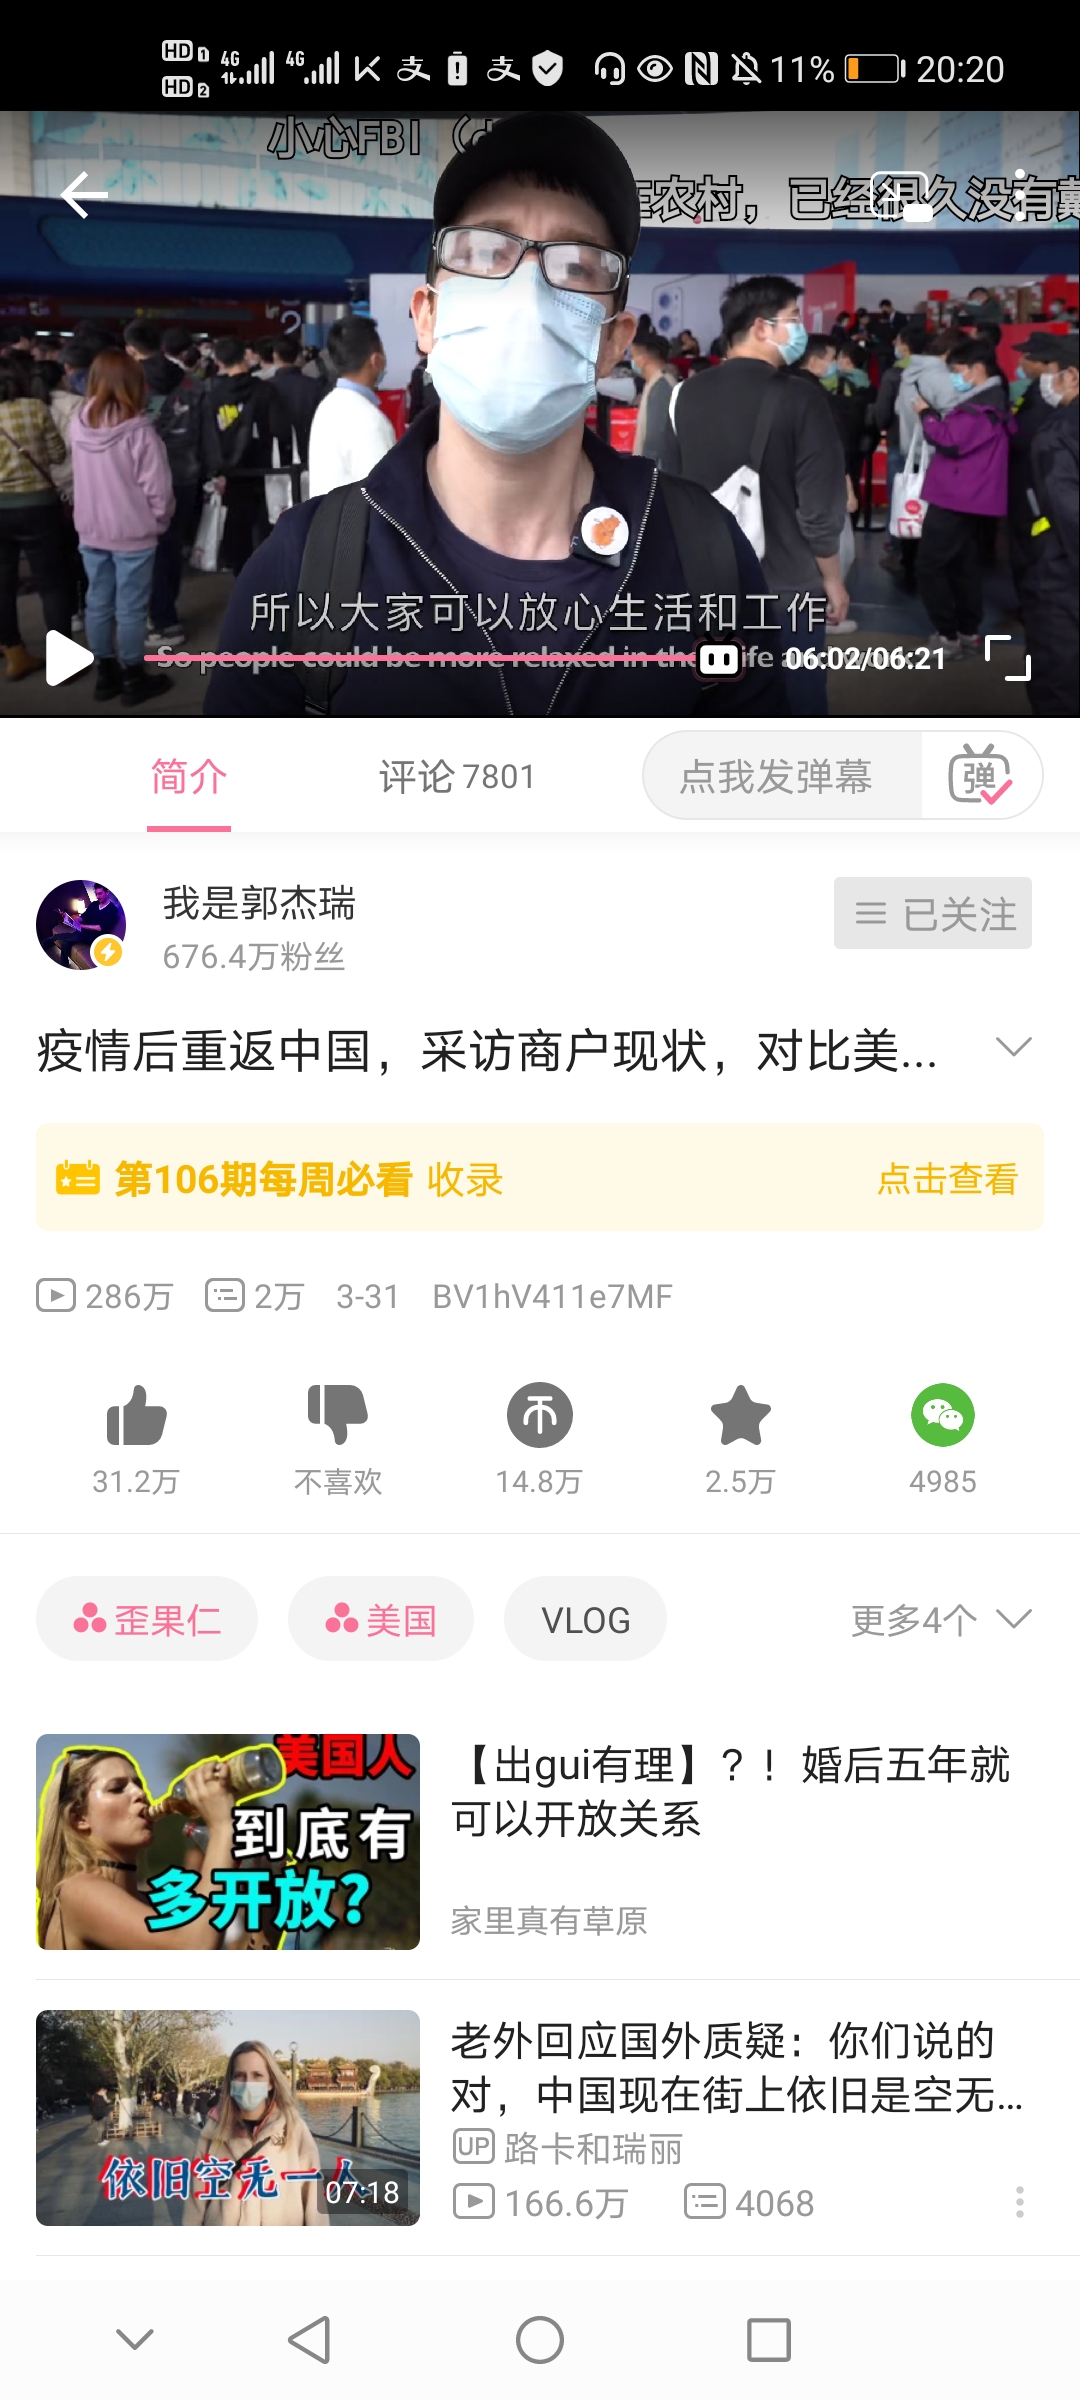 HD 1 4G 4G 11% 20:20
HD 2
小心FBI
农村，已经很久没有戴
所以大家可以放心生活和工作
So people could be more relaxed in the life and
06:02/06:21
简介 评论 7801 点我发弹幕 弹
我是郭杰瑞
676.4万粉丝
已关注
疫情后重返中国，采访商户现状，对比美...
第106期每周必看 收录 点击查看
286万 2万 3-31 BV1hV411e7MF
31.2万 不喜欢 14.8万 2.5万 4985
歪果仁 美国 VLOG 更多4个
美国人
到底有
多开放?
【出gui有理】？！婚后五年就
可以开放关系
家里真有草原
依旧空无一人
07:18
老外回应国外质疑：你们说的
对，中国现在街上依旧是空无...
UP 路卡和瑞丽
166.6万 4068